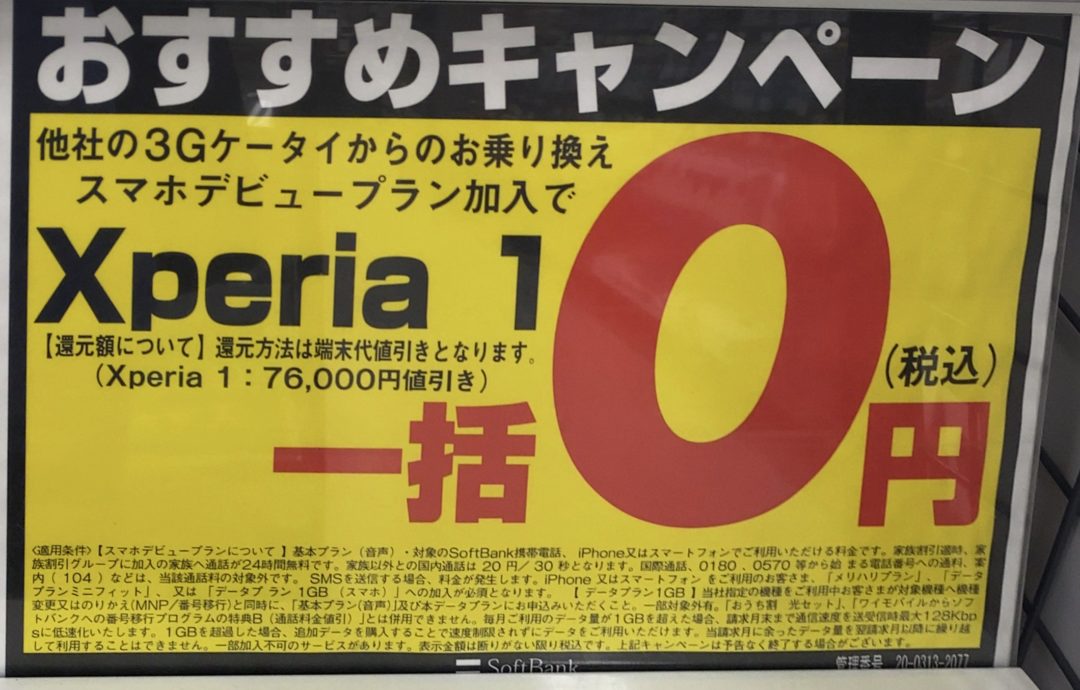 おすすめキャンペーン
他社の3Gケータイからのお乗り換え
スマホデビュープラン加入で
Xperia 1
【還元額について】還元方法は端末代値引きとなります。
（Xperia 1：76,000円値引き）
一括0円
（税込）
〈適用条件〉【スマホデビュープランについて】基本プラン（音声）・対象のSoftBank携帯電話、iPhone又はスマートフォンでご利用いただける料金です。家族割引適時、家
族割引グループに加入の家族へ通話が24時間無料です。家族以外との国内通話は20円／30秒となります。国際通話、0180、0570等から始まる電話番号への通料、案
内（104）などは、当該通話料の対象外です。SMSを送信する場合、料金が発生します。iPhone又はスマートフォンをご利用のお客さま、「メリハリプラン」、「データ
プランミニフィット」、又は「データプラン1GB（スマホ）」への加入が必須となります。【データプラン1GB】当社指定の機種をご利用中お客さまが対象機種へ機種
変更又はのりかえ(MNP／番号移行)と同時に、「基本プラン(音声)」及び本データプランにお申込みいただくこと。一部対象外有。「おうち割 光セット」、「ワイモバイルからソフ
トバンクへの番号移行プログラムの特典B（通話料金値引）」とは併用できません。毎月ご利用のデータ量が1GBを超えた場合、請求月末まで通信速度を送受信時最大128Kbp
sに低速化いたします。1GBを超過した場合、追加データを購入することで速度制限されずにデータをご利用いただけます。当請求月に余ったデータ量を翌請求月以降に繰り越
して利用することはできません。一部加入不可のサービスがあります。表示金額は断りがない限り税込です。上記キャンペーンは予告なく終了する場合がございます。
SoftBank
管理番号 20-0313-2077